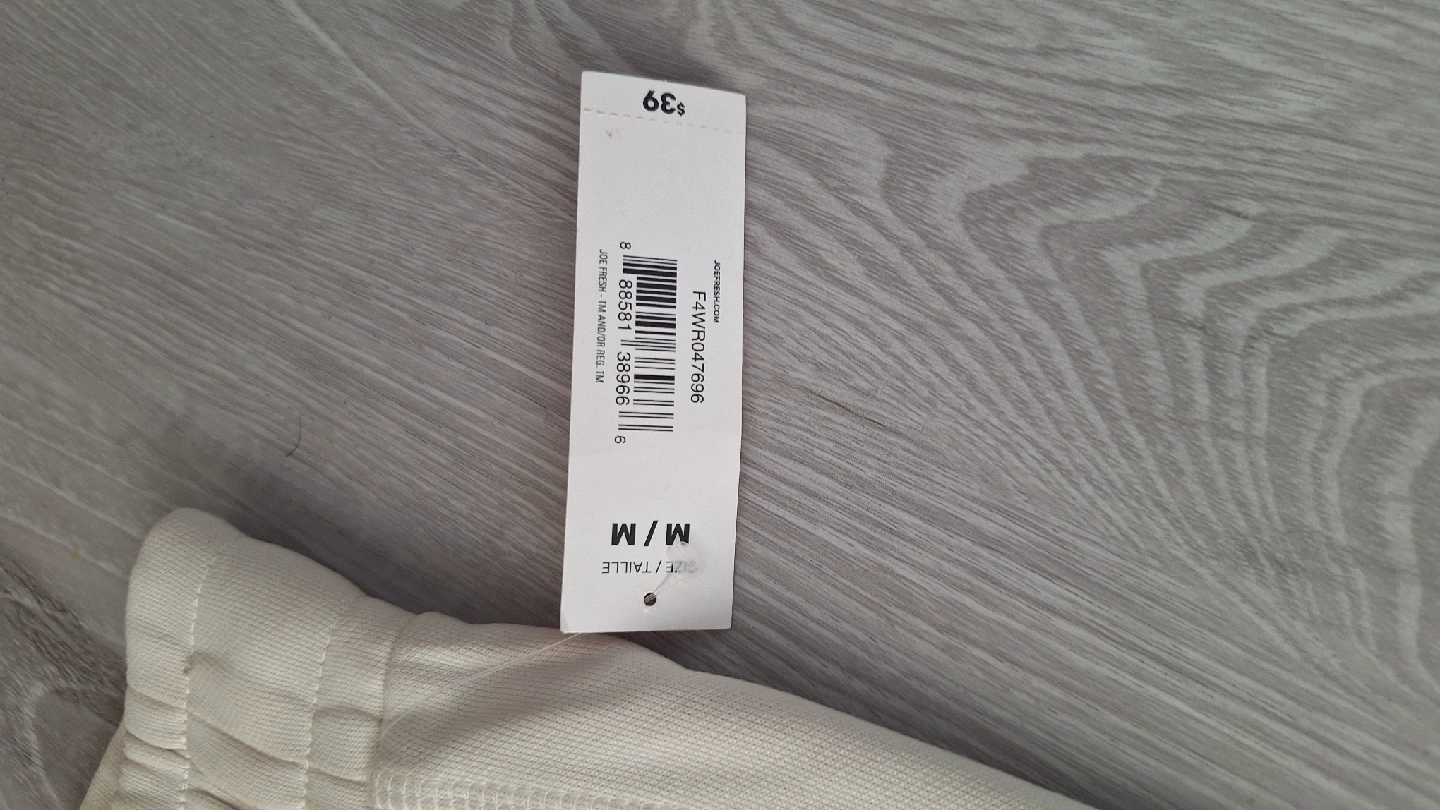 SIZE / TAILLE
M / M
JOEFRESH.COM
F4WR047696
8 88581 38966 6
JOE FRESH - TM AND/OR REG. TM
$39